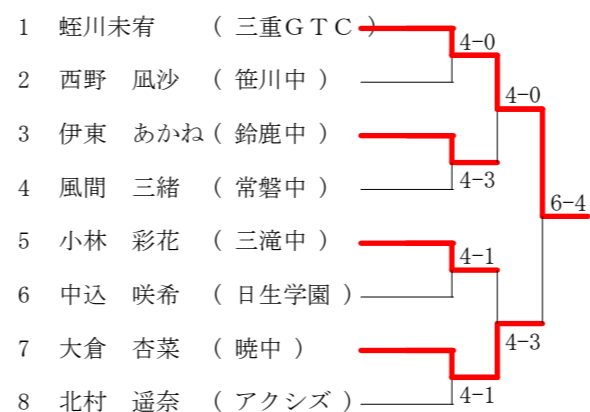 1 蛭川未宥 （ 三重ＧＴＣ ）
4-0
2 西野 凪沙 （ 笹川中 ）
4-0
3 伊東 あかね（ 鈴鹿中 ）
4-3
4 風間 三緒 （ 常磐中 ）
6-4
5 小林 彩花 （ 三滝中 ）
4-1
6 中込 咲希 （ 日生学園 ）
4-3
7 大倉 杏菜 （ 暁中 ）
4-1
8 北村 遥奈 （ アクシズ ）